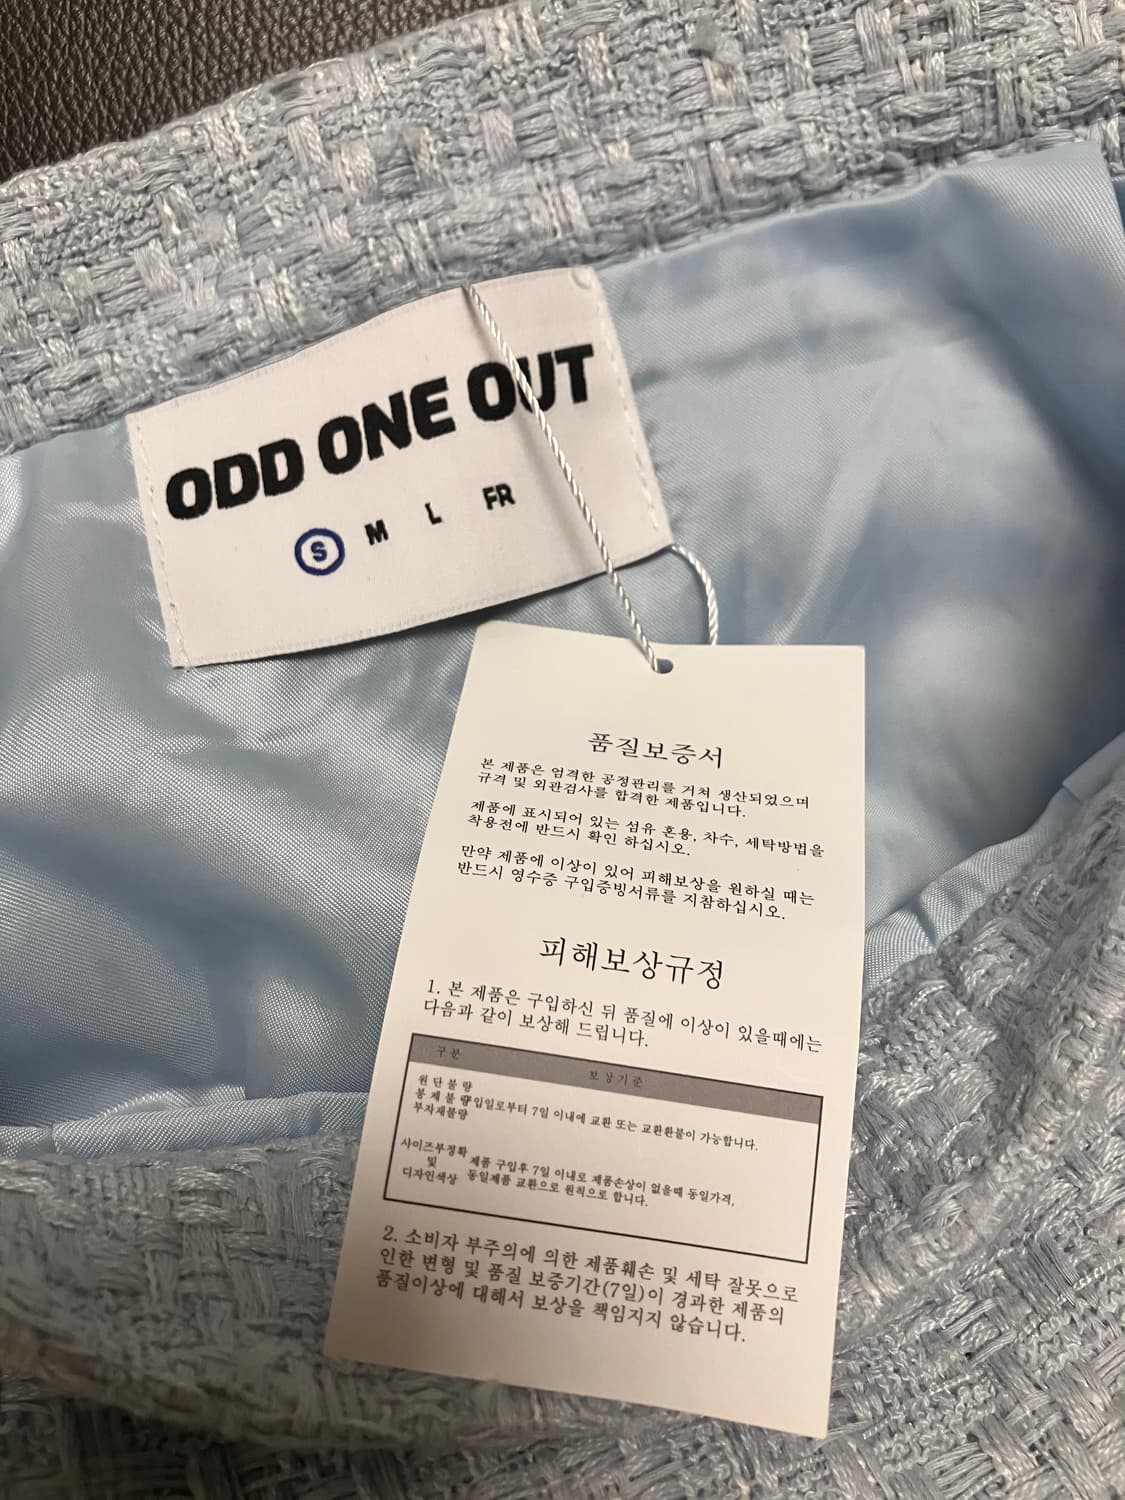 ODD ONE OUT
S M L FR
품질보증서
본 제품은 엄격한 공정관리를 거쳐 생산되었으며
규격 및 외관검사를 합격한 제품입니다.
제품에 표시되어 있는 섬유 혼용, 차수, 세탁방법을
착용전에 반드시 확인 하십시오.
만약 제품에 이상이 있어 피해보상을 원하실 때는
반드시 영수증 구입증빙서류를 지참하십시오.
피해보상규정
1. 본 제품은 구입하신 뒤 품질에 이상이 있을때에는
다음과 같이 보상해 드립니다.
구분 보상기준
원단불량
봉제불량 구입일로부터 7일 이내에 교환 또는 교환환불이 가능합니다.
부자재불량
사이즈부정확 제품 구입후 7일 이내로 제품손상이 없을때 동일가격,
및 동일제품 교환으로 원칙으로 합니다.
디자인색상
2. 소비자 부주의에 의한 제품훼손 및 세탁 잘못으로
인한 변형 및 품질 보증기간(7일)이 경과한 제품의
품질이상에 대해서 보상을 책임지지 않습니다.